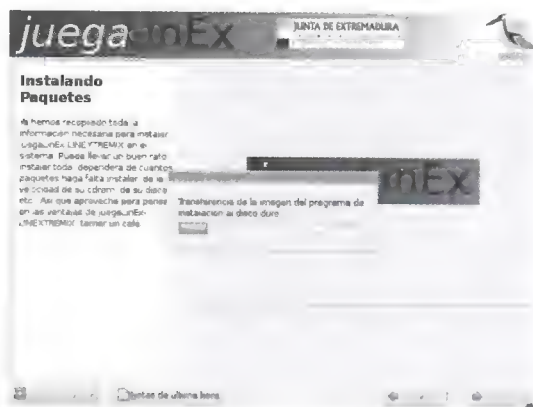 juega LinEx
JUNTA DE EXTREMADURA
Instalando
Paquetes
Ya hemos recopilado toda la
información necesaria para instalar
juegaLinEx LINEXTREMIX en el
sistema. Puede llevar un buen rato
instalar todo, dependerá de cuantos
paquetes haga falta instalar, de la
velocidad de su cdrom, de su disco
etc. Así que aproveche para pensar
en las ventajas de juegaLinEx-
LINEXTREMIX, tomar un café
Transferencia de la imagen del programa de
instalación al disco duro
nEX
Notas de última hora